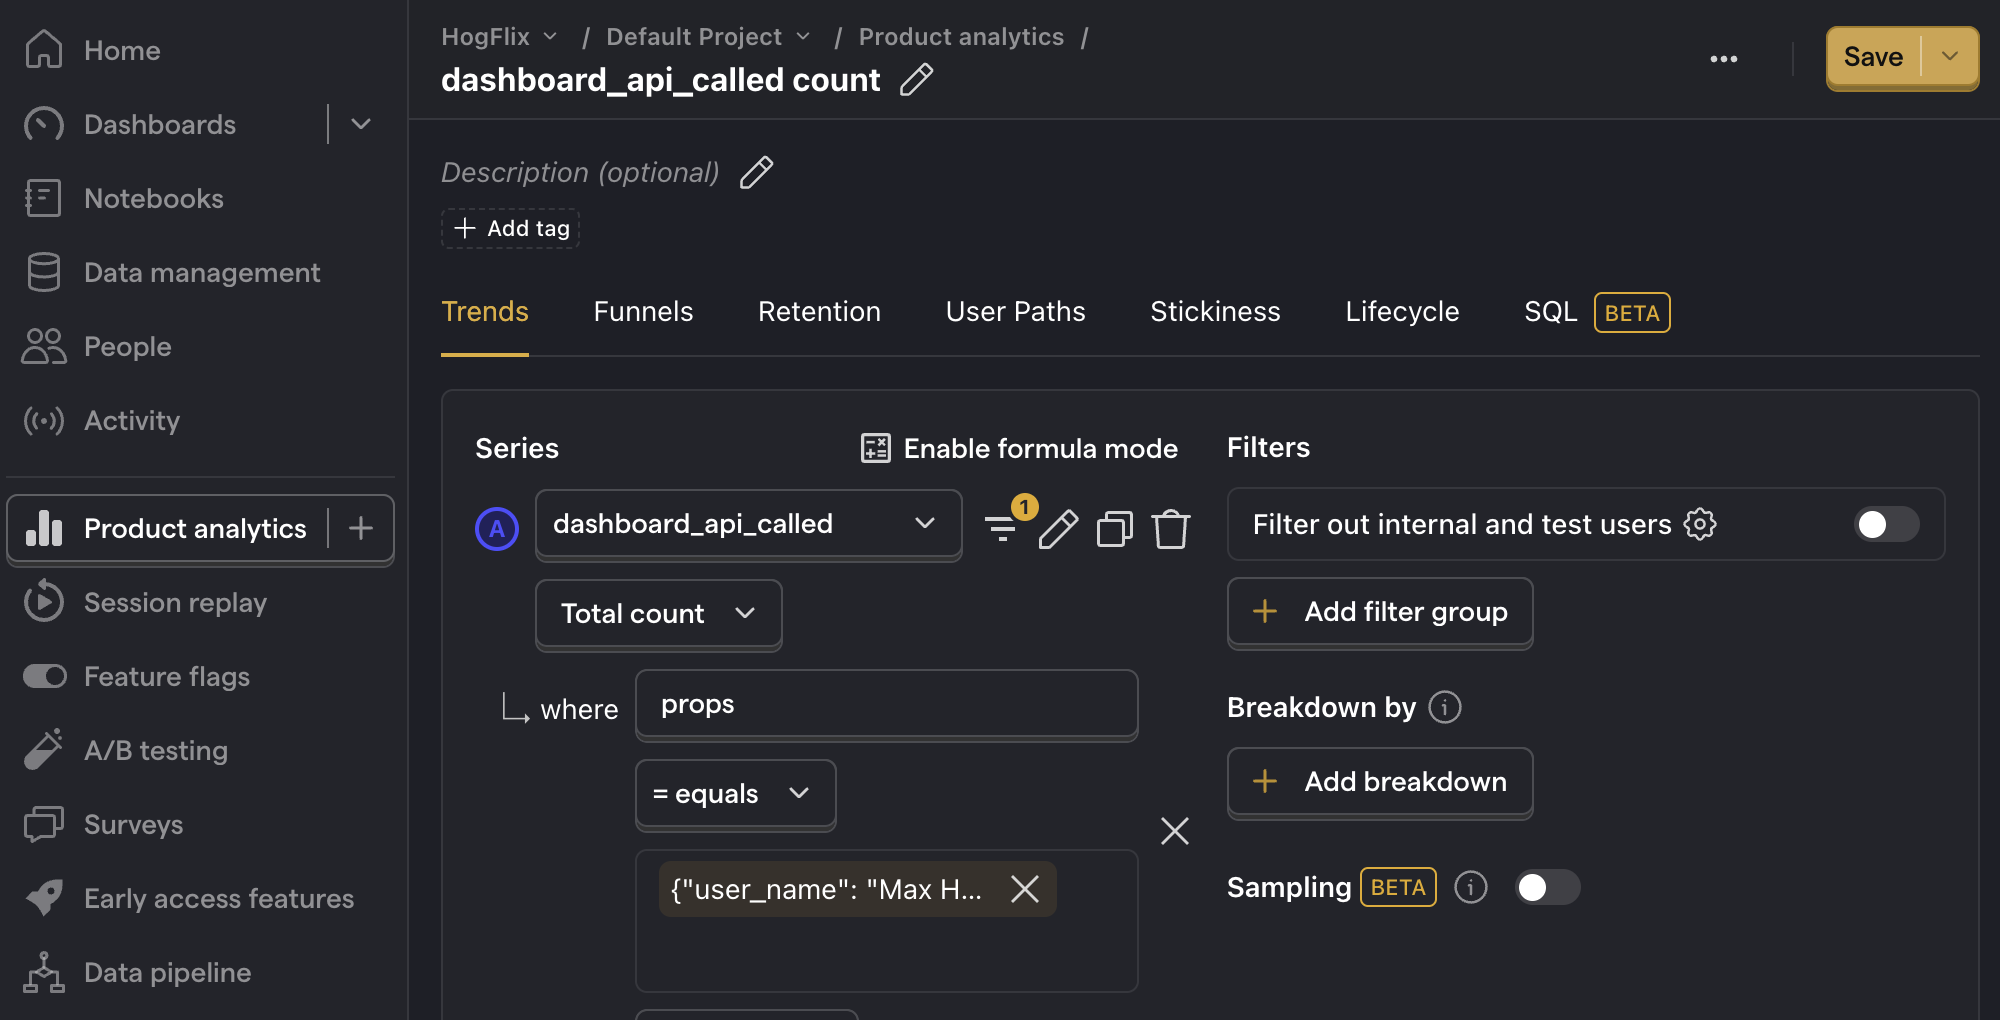 Home
Dashboards
Notebooks
Data management
People
Activity
Product analytics
Session replay
Feature flags
A/B testing
Surveys
Early access features
Data pipeline
HogFlix / Default Project / Product analytics /
dashboard_api_called count
Save
Description (optional)
Add tag
Trends Funnels Retention User Paths Stickiness Lifecycle SQL BETA
Series Enable formula mode
A dashboard_api_called 1
Total count
where props
= equals
{"user_name": "Max H...
Filters
Filter out internal and test users
Add filter group
Breakdown by
Add breakdown
Sampling BETA